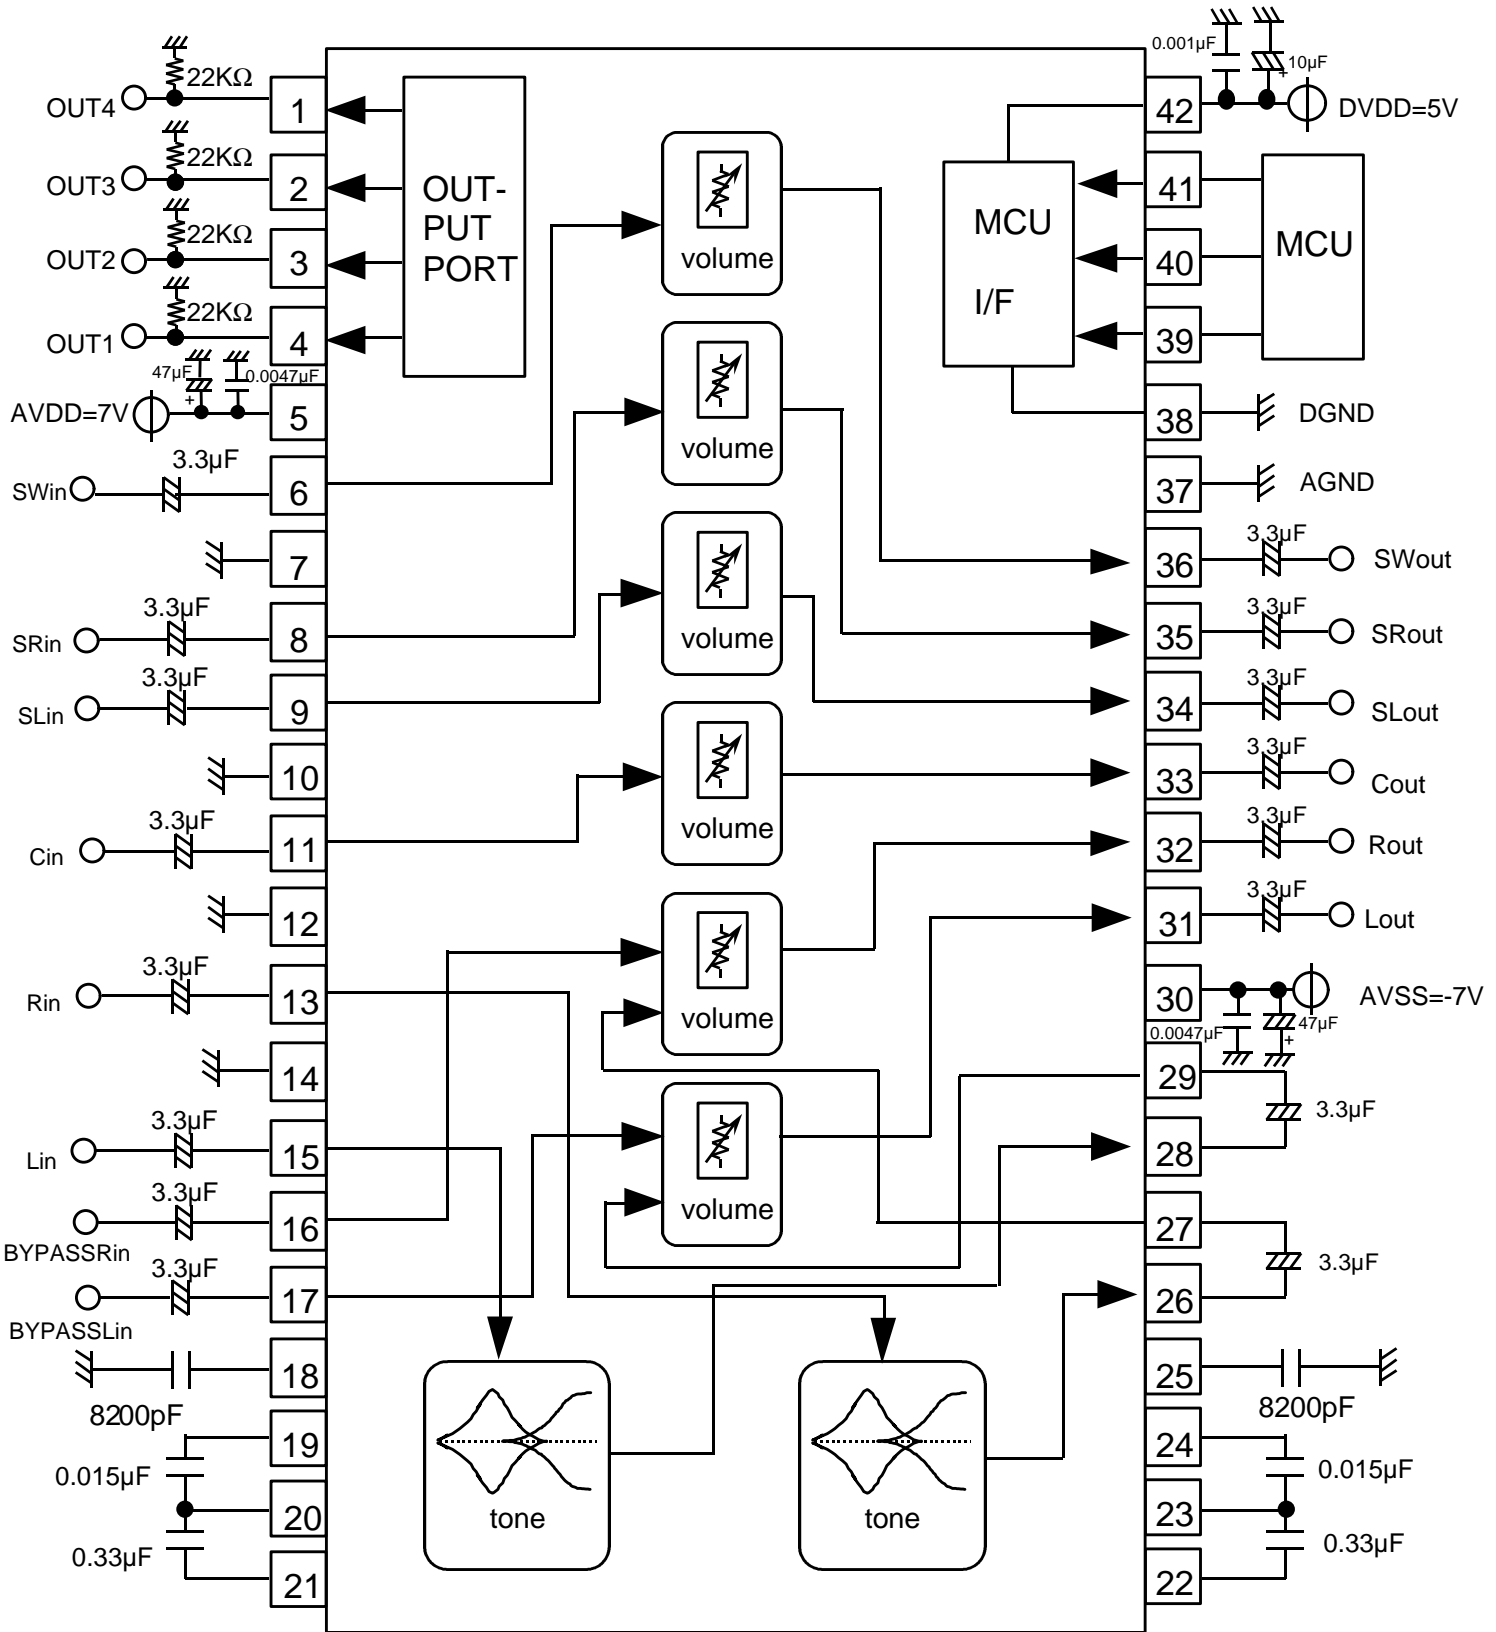 OUT4
22KΩ
1
OUT3
22KΩ
2
OUT2
22KΩ
3
OUT1
22KΩ
4
OUT-
PUT
PORT
AVDD=7V
47µF
+
0.0047µF
5
SWin
3.3µF
6
7
SRin
3.3µF
8
SLin
3.3µF
9
10
Cin
3.3µF
11
12
Rin
3.3µF
13
14
Lin
3.3µF
15
BYPASSRin
3.3µF
16
BYPASSLin
3.3µF
17
8200pF
18
19
0.015µF
20
0.33µF
21
volume
volume
volume
volume
volume
volume
tone
tone
0.001µF
10µF
+
42
DVDD=5V
MCU
I/F
41
40
39
MCU
38
DGND
37
AGND
36
3.3µF
SWout
35
3.3µF
SRout
34
3.3µF
SLout
33
3.3µF
Cout
32
3.3µF
Rout
31
3.3µF
Lout
30
AVSS=-7V
0.0047µF
47µF
+
29
3.3µF
28
27
3.3µF
26
25
8200pF
24
0.015µF
23
0.33µF
22